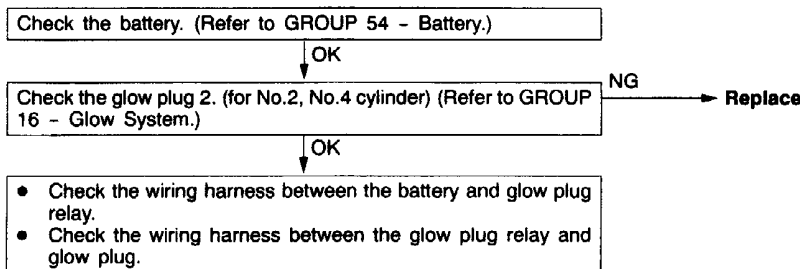 Check the battery. (Refer to GROUP 54 – Battery.)
OK
Check the glow plug 2. (for No.2, No.4 cylinder) (Refer to GROUP
16 – Glow System.)
NG
Replace
OK
● Check the wiring harness between the battery and glow plug
relay.
● Check the wiring harness between the glow plug relay and
glow plug.